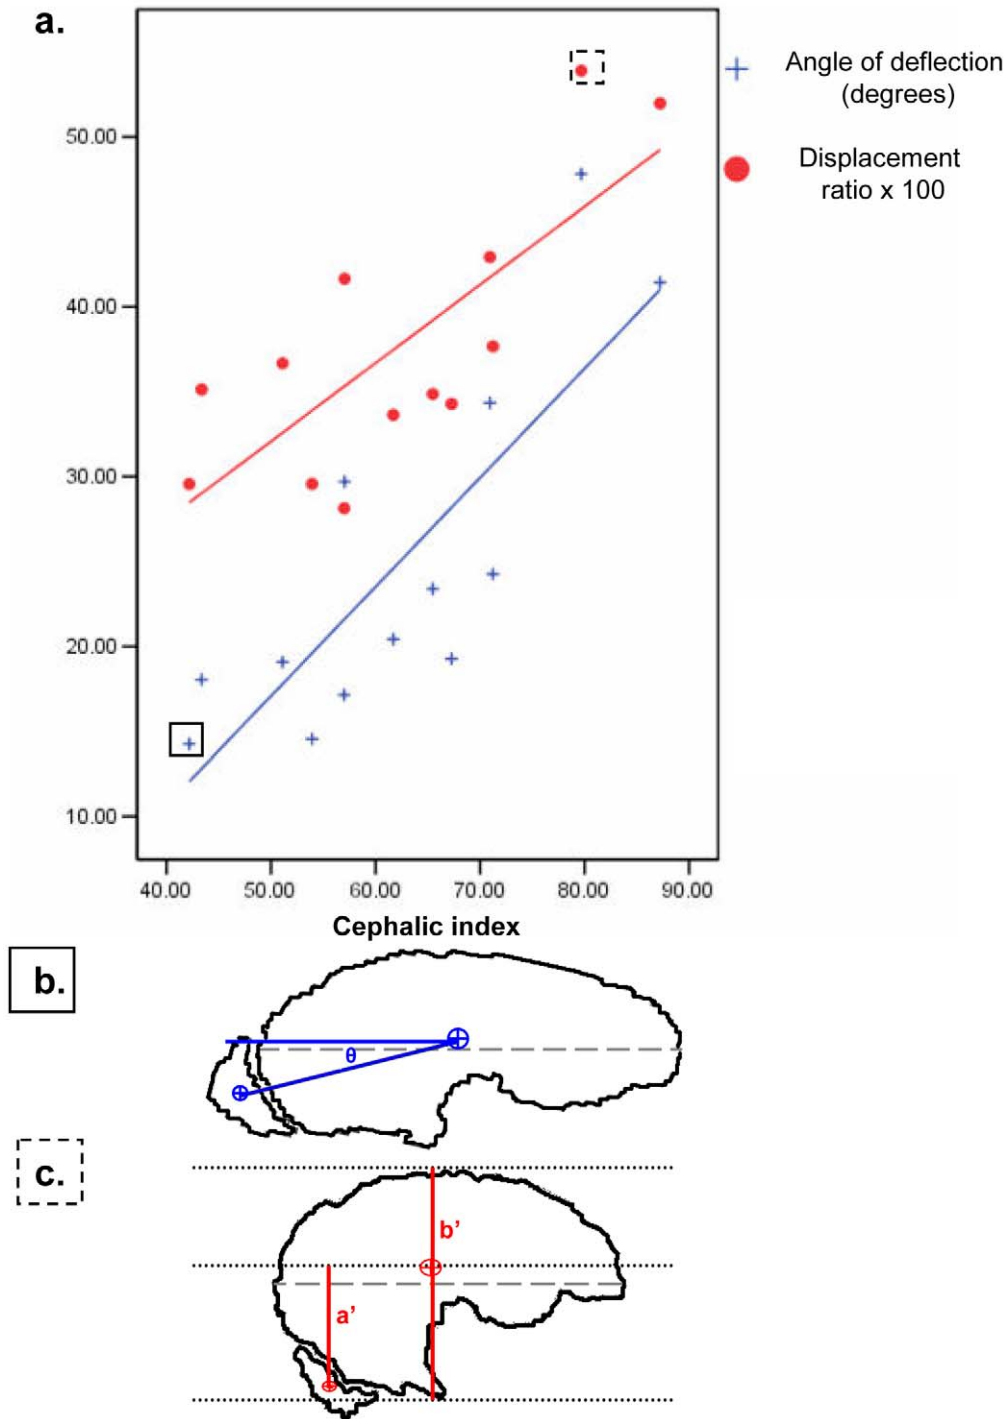 a.
Angle of deflection
(degrees)
Displacement
ratio x 100
50.00
40.00
30.00
20.00
10.00
40.00 50.00 60.00 70.00 80.00 90.00
Cephalic index
b.
θ
c.
b’
a’